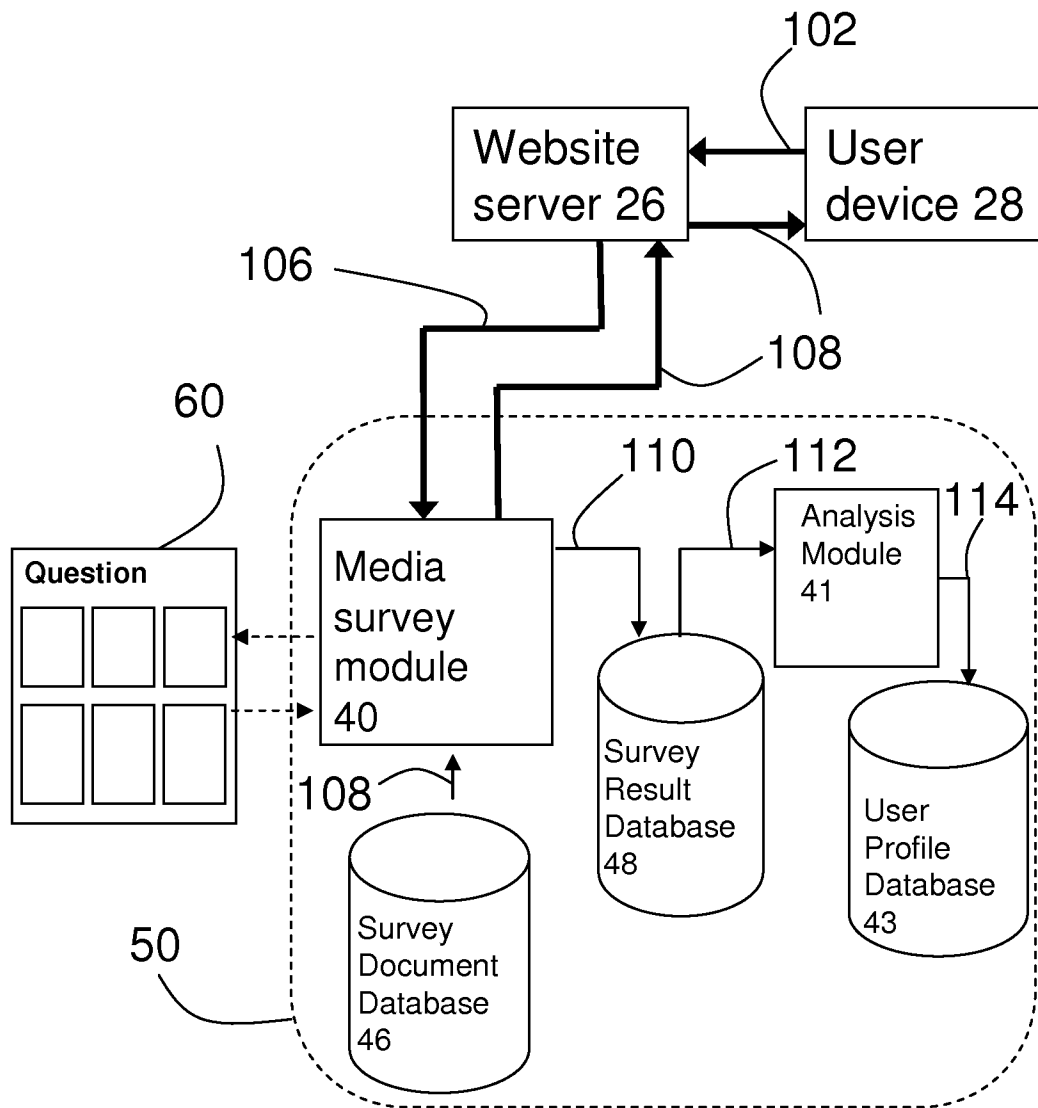 102
Website
server 26
User
device 28
106
108
60
110
112
114
Question
Media
survey
module
40
Analysis
Module
41
108
Survey
Result
Database
48
User
Profile
Database
43
50
Survey
Document
Database
46